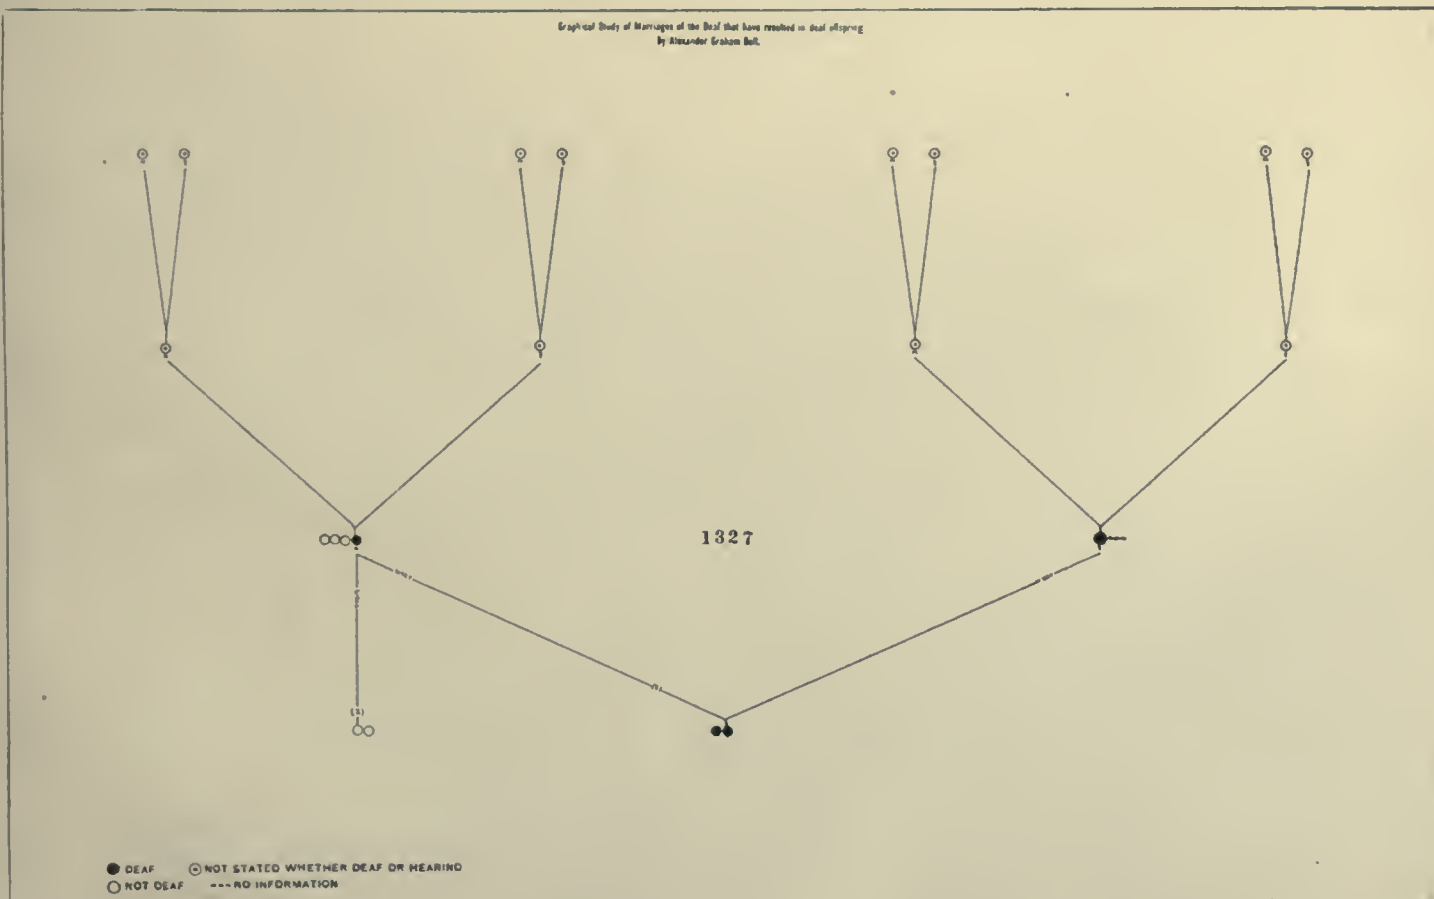 Graphical Study of Marriages of the Deaf that have resulted in deaf offspring
by Alexander Graham Bell.
1327
(2)
DEAF NOT STATED WHETHER DEAF OR HEARING
NOT DEAF --- NO INFORMATION